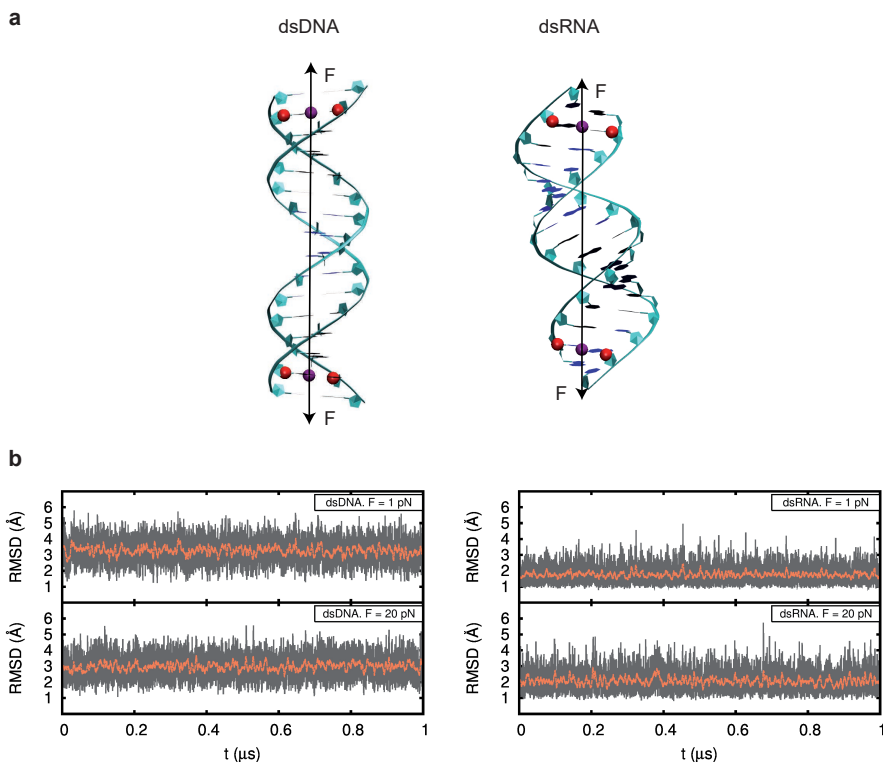 a
dsDNA
dsRNA
F
F
F
F
b
dsDNA. F = 1 pN
RMSD (Å)
6
5
4
3
2
1
dsDNA. F = 20 pN
RMSD (Å)
6
5
4
3
2
1
0
0.2
0.4
0.6
0.8
1
t (μs)
dsRNA. F = 1 pN
RMSD (Å)
6
5
4
3
2
1
dsRNA. F = 20 pN
RMSD (Å)
6
5
4
3
2
1
0
0.2
0.4
0.6
0.8
1
t (μs)